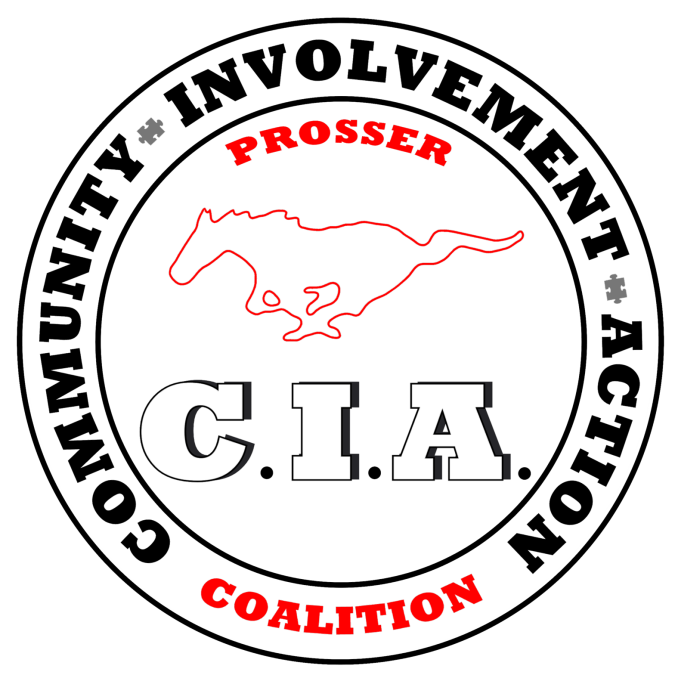 COMMUNITY INVOLVEMENT ACTION
PROSSER
C.I.A.
COALITION